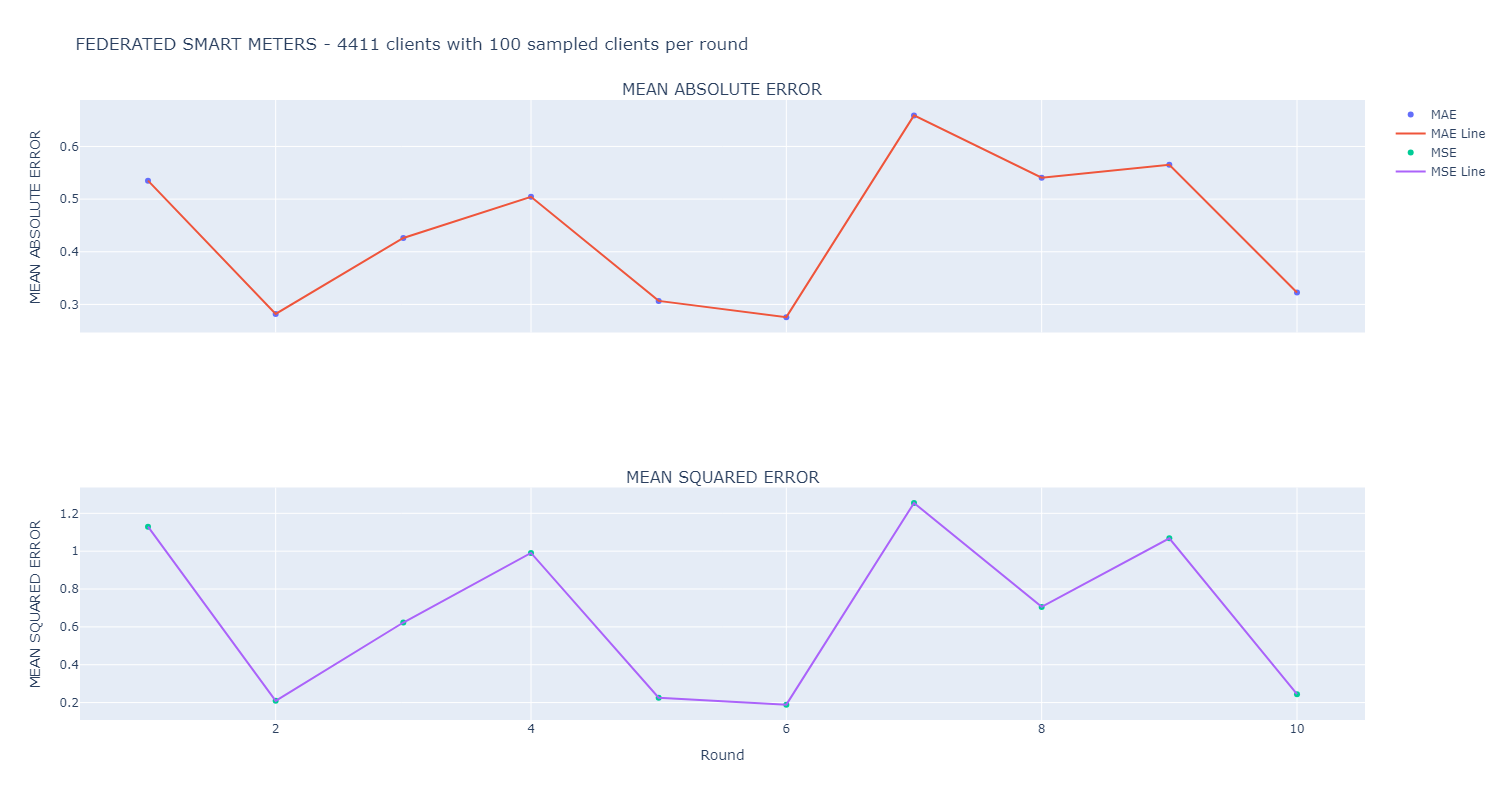 FEDERATED SMART METERS - 4411 clients with 100 sampled clients per round
MEAN ABSOLUTE ERROR
MEAN ABSOLUTE ERROR
0.6
0.5
0.4
0.3
MAE
MAE Line
MSE
MSE Line
MEAN SQUARED ERROR
MEAN SQUARED ERROR
1.2
1
0.8
0.6
0.4
0.2
2
4
6
8
10
Round